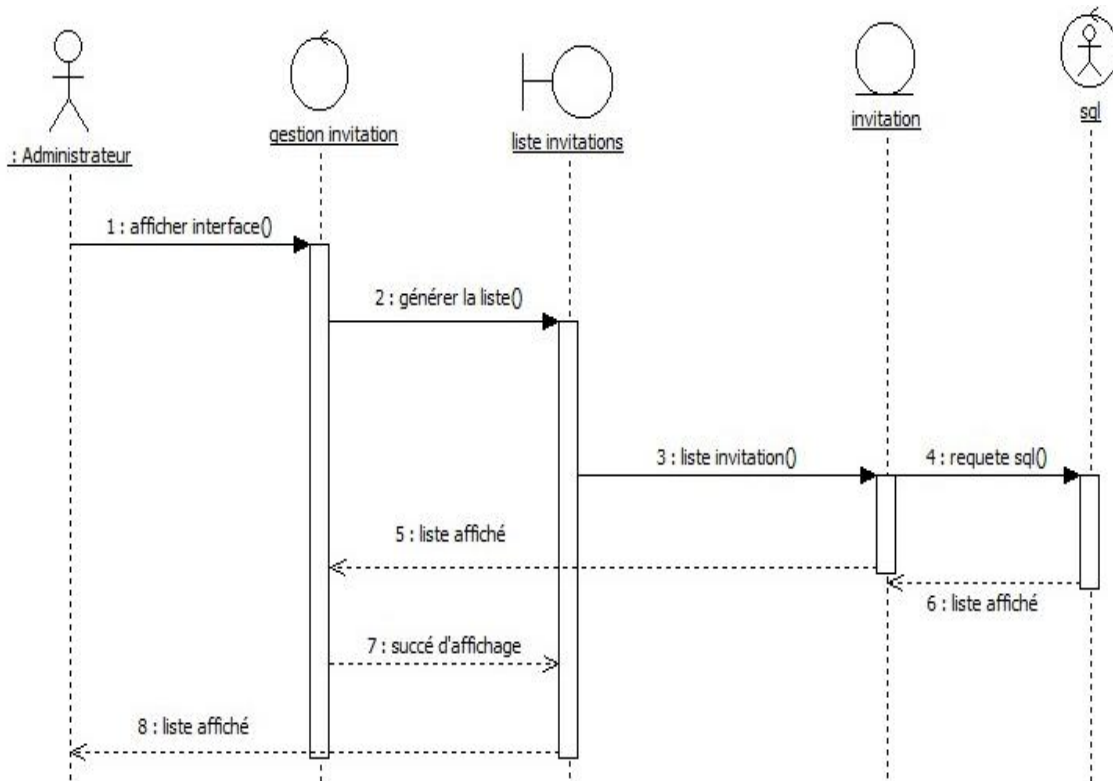 sql
invitation
gestion invitation
liste invitations
: Administrateur
1 : afficher interface()
2 : générer la liste()
3 : liste invitation()
4 : requete sql()
5 : liste affiché
6 : liste affiché
7 : succé d'affichage
8 : liste affiché